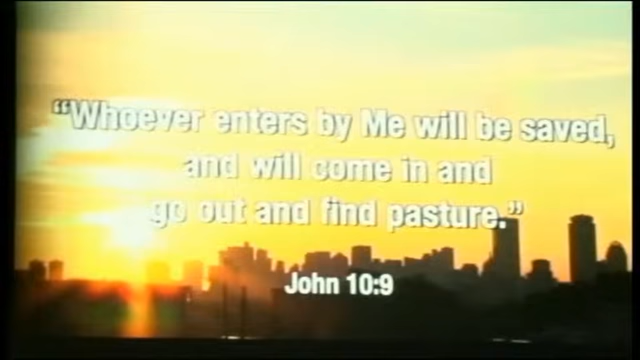 “Whoever enters by Me will be saved,
and will come in and
go out and find pasture.”
John 10:9